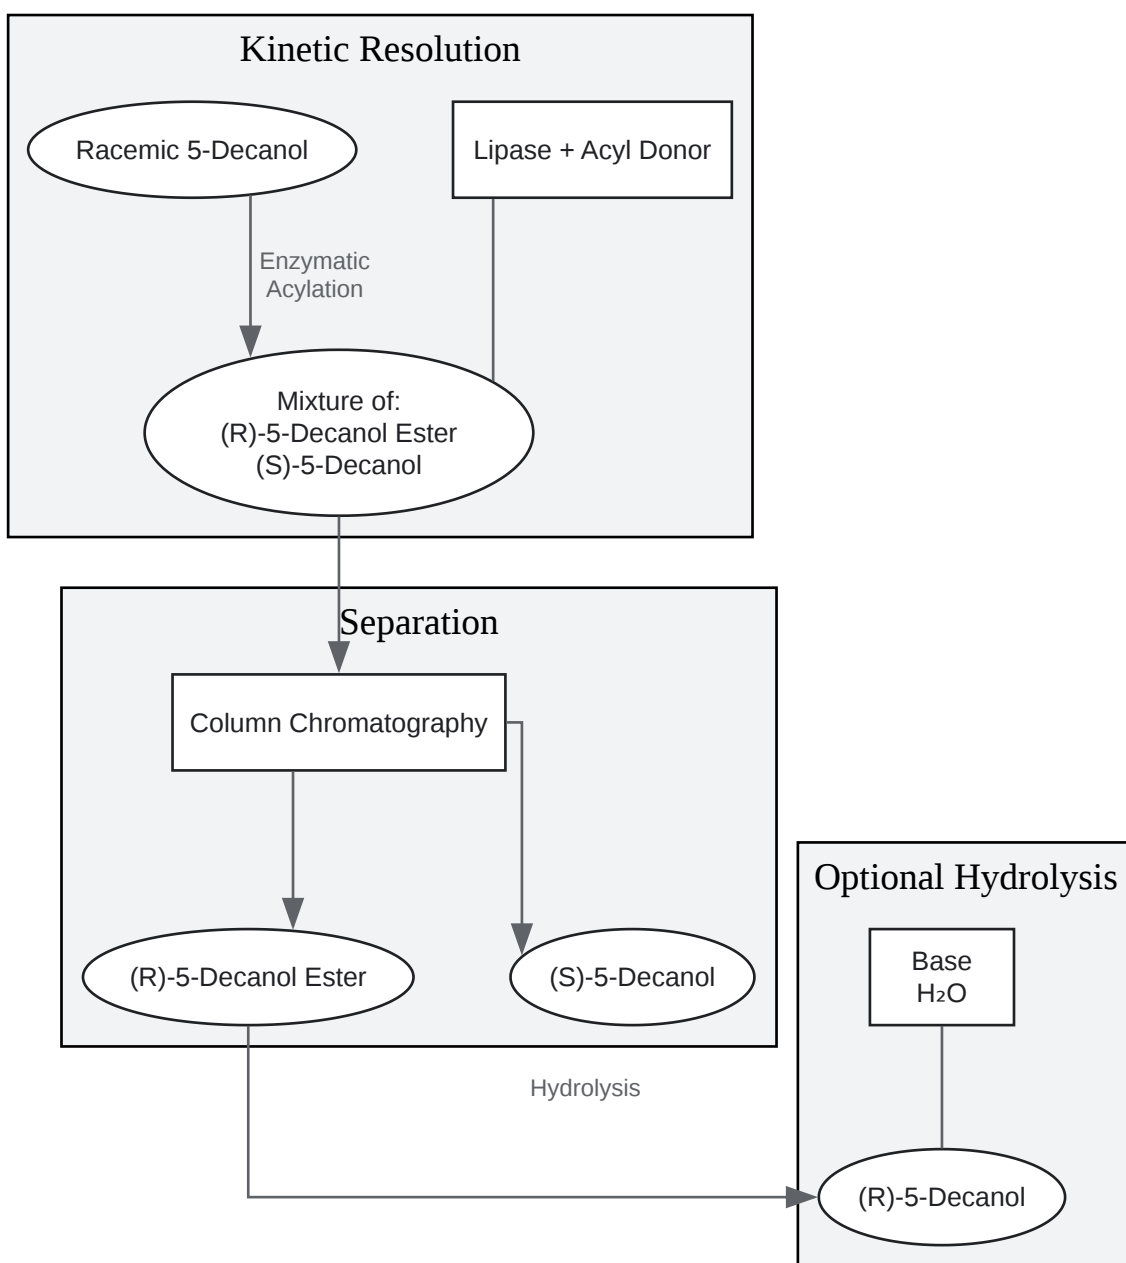 Kinetic Resolution
Racemic 5-Decanol
Lipase + Acyl Donor
Enzymatic
Acylation
Mixture of:
(R)-5-Decanol Ester
(S)-5-Decanol
Separation
Column Chromatography
(R)-5-Decanol Ester
(S)-5-Decanol
Optional Hydrolysis
Base
H₂O
Hydrolysis
(R)-5-Decanol